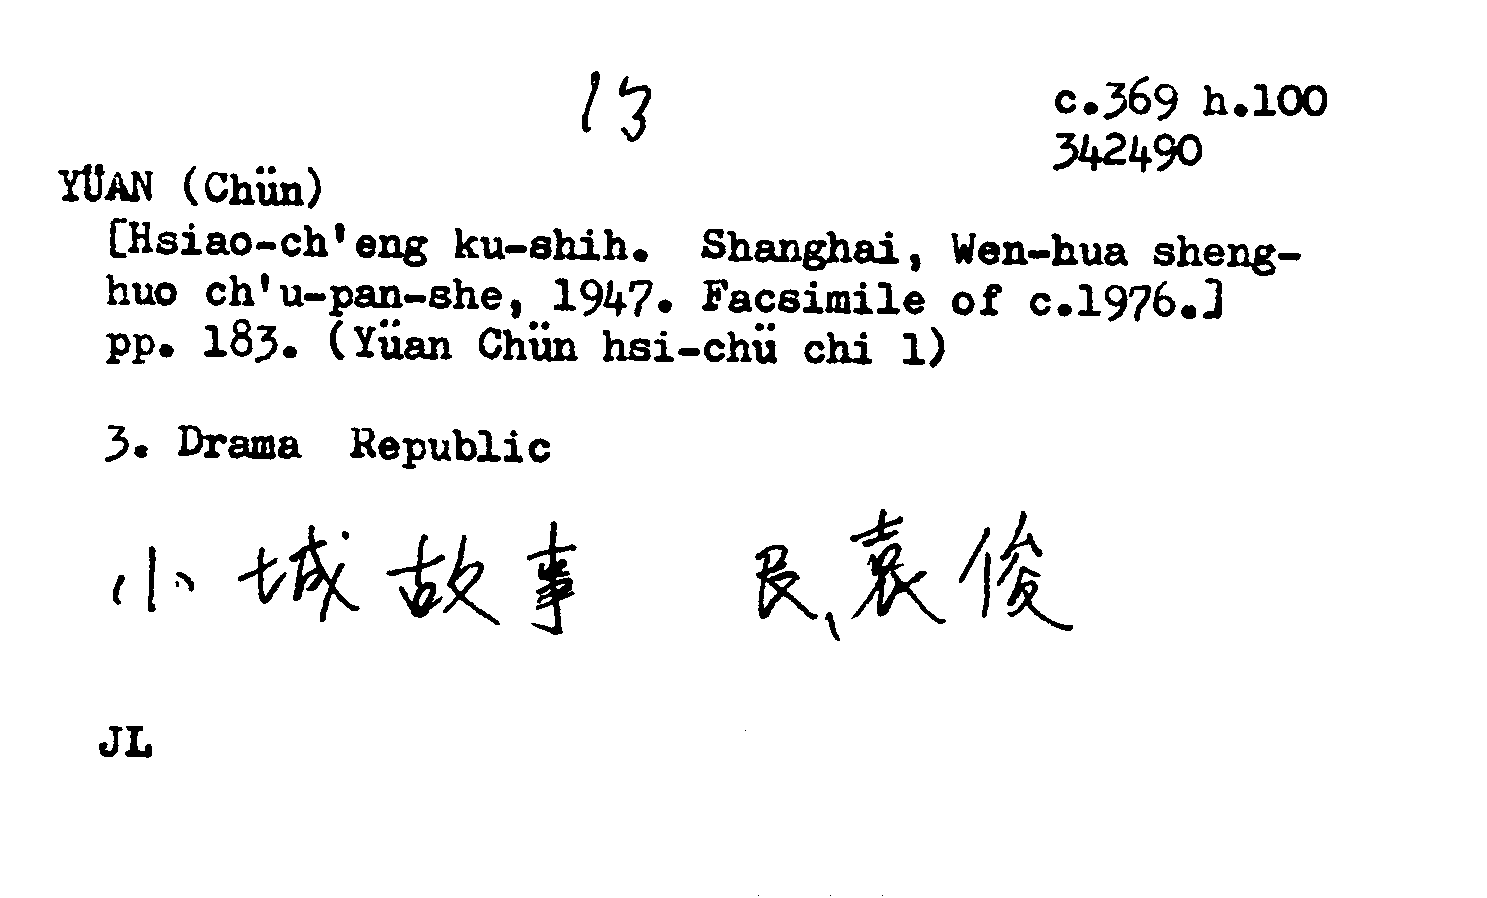 13
c.369 h.100
342490
YÜAN (Chün)
[Hsiao-ch'eng ku-shih. Shanghai, Wen-hua sheng-
huo ch'u-pan-she, 1947. Facsimile of c.1976.]
pp. 183. (Yüan Chün hsi-chü chi 1)
3. Drama Republic
小城故事 民、袁俊
JL